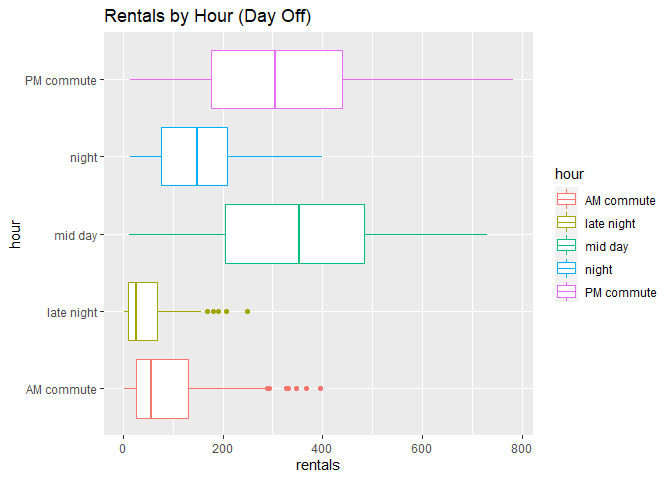 Rentals by Hour (Day Off)
PM commute
night
mid day
late night
AM commute
hour
0 200 400 600 800
rentals
hour
AM commute
late night
mid day
night
PM commute